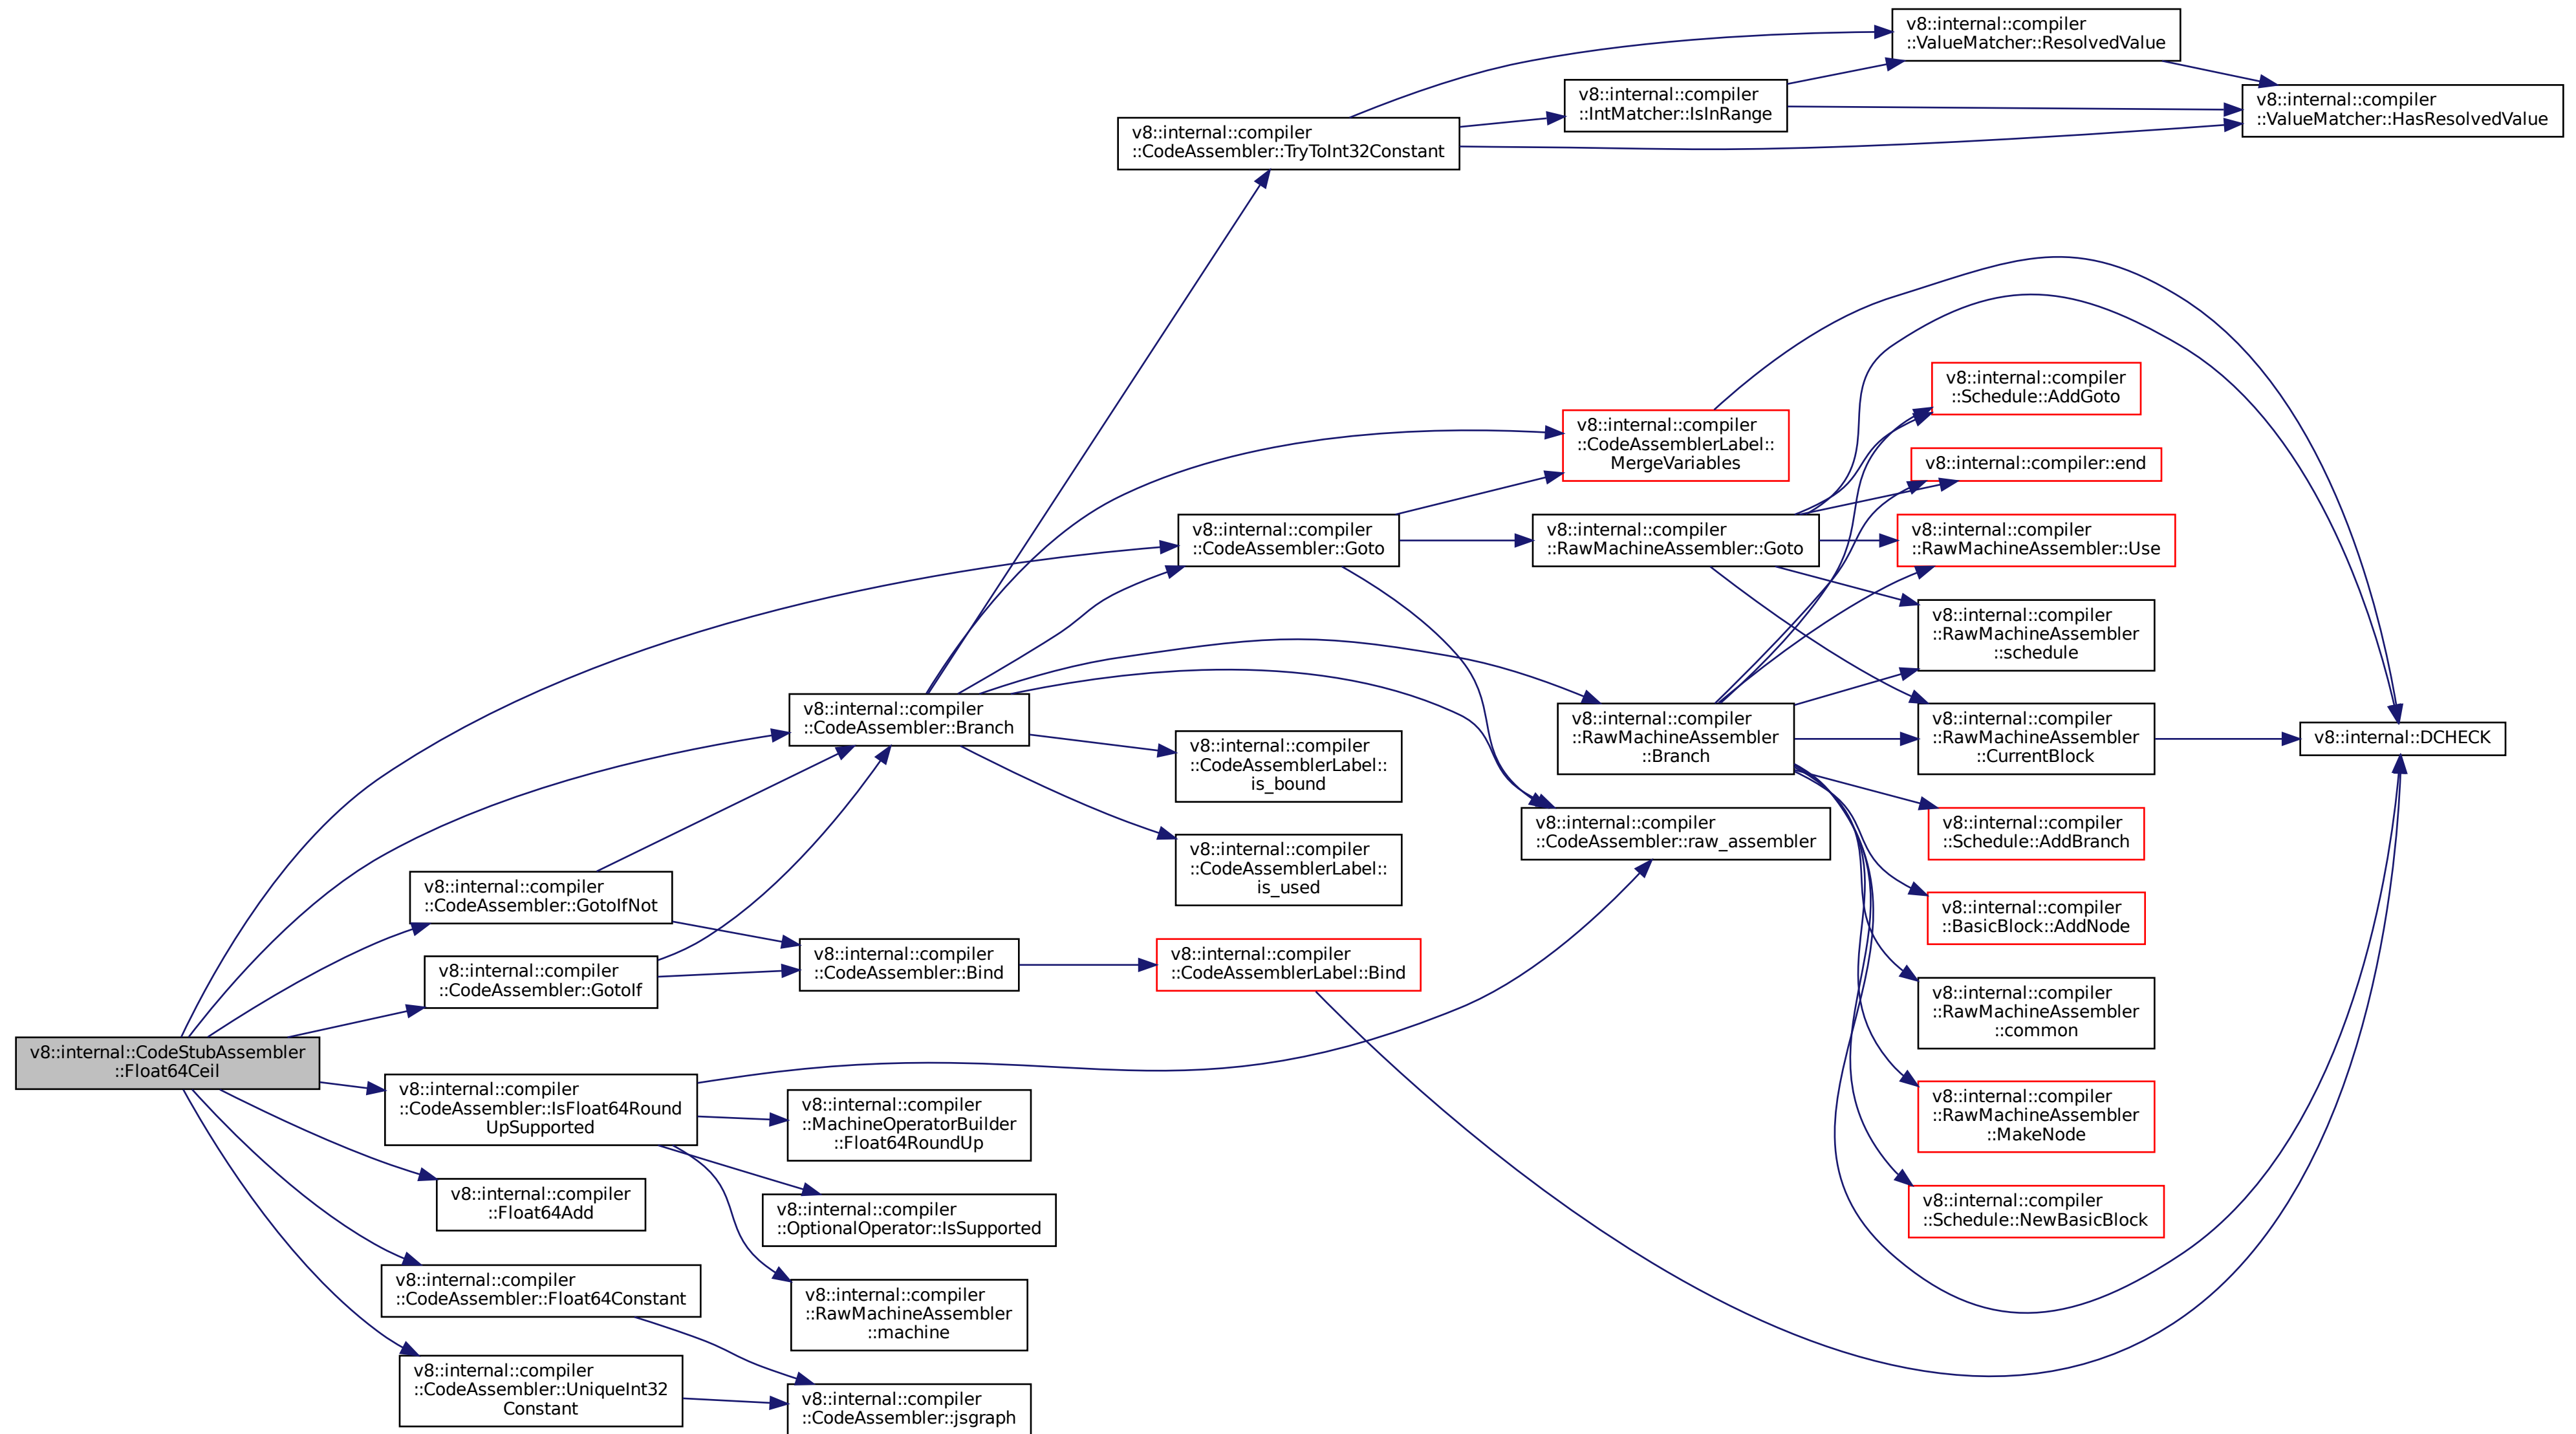 v8::internal::CodeStubAssembler
::Float64Ceil
v8::internal::compiler
::CodeAssembler::GotoIfNot
v8::internal::compiler
::CodeAssembler::GotoIf
v8::internal::compiler
::CodeAssembler::IsFloat64Round
UpSupported
v8::internal::compiler
::Float64Add
v8::internal::compiler
::CodeAssembler::Float64Constant
v8::internal::compiler
::CodeAssembler::UniqueInt32
Constant
v8::internal::compiler
::CodeAssembler::Branch
v8::internal::compiler
::CodeAssembler::Bind
v8::internal::compiler
::MachineOperatorBuilder
::Float64RoundUp
v8::internal::compiler
::OptionalOperator::IsSupported
v8::internal::compiler
::RawMachineAssembler
::machine
v8::internal::compiler
::CodeAssembler::jsgraph
v8::internal::compiler
::CodeAssembler::TryToInt32Constant
v8::internal::compiler
::CodeAssembler::Goto
v8::internal::compiler
::CodeAssemblerLabel::
is_bound
v8::internal::compiler
::CodeAssemblerLabel::
is_used
v8::internal::compiler
::CodeAssemblerLabel::Bind
v8::internal::compiler
::IntMatcher::IsInRange
v8::internal::compiler
::CodeAssemblerLabel::
MergeVariables
v8::internal::compiler
::RawMachineAssembler::Goto
v8::internal::compiler
::RawMachineAssembler
::Branch
v8::internal::compiler
::CodeAssembler::raw_assembler
v8::internal::compiler
::ValueMatcher::ResolvedValue
v8::internal::compiler
::Schedule::AddGoto
v8::internal::compiler::end
v8::internal::compiler
::RawMachineAssembler::Use
v8::internal::compiler
::RawMachineAssembler
::schedule
v8::internal::compiler
::RawMachineAssembler
::CurrentBlock
v8::internal::compiler
::Schedule::AddBranch
v8::internal::compiler
::BasicBlock::AddNode
v8::internal::compiler
::RawMachineAssembler
::common
v8::internal::compiler
::RawMachineAssembler
::MakeNode
v8::internal::compiler
::Schedule::NewBasicBlock
v8::internal::compiler
::ValueMatcher::HasResolvedValue
v8::internal::DCHECK